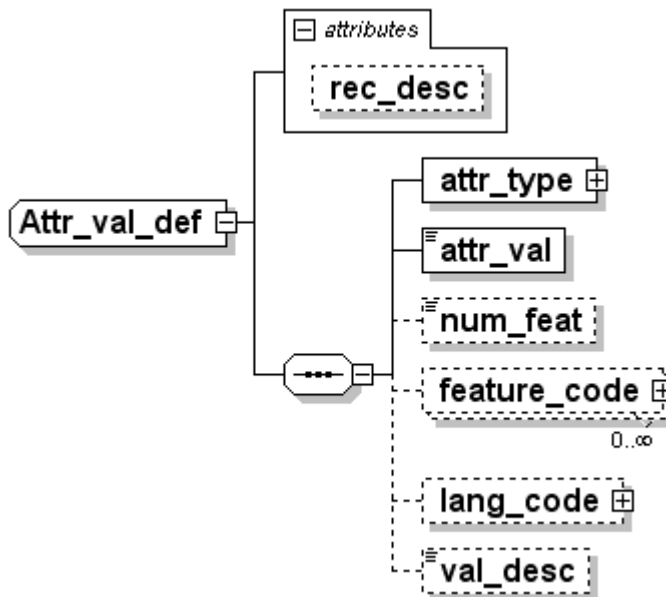 attributes
rec_desc
Attr_val_def
attr_type
attr_val
num_feat
feature_code
0..∞
lang_code
val_desc